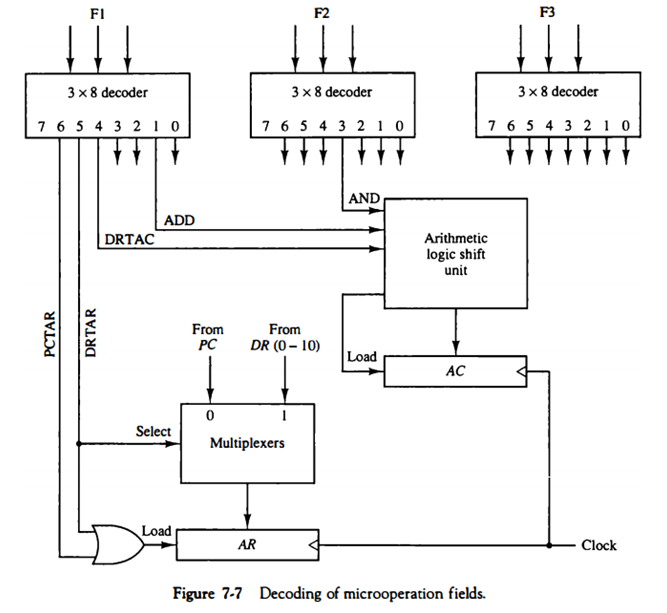 F1 F2 F3
3 × 8 decoder 3 × 8 decoder 3 × 8 decoder
7 6 5 4 3 2 1 0 7 6 5 4 3 2 1 0 7 6 5 4 3 2 1 0
AND
ADD
DRTAC
Arithmetic
logic shift
unit
PCTAR
DRTAR
From
PC
From
DR (0 – 10)
Load
AC
0 1
Select
Multiplexers
Load
AR
Clock
Figure 7-7 Decoding of microoperation fields.